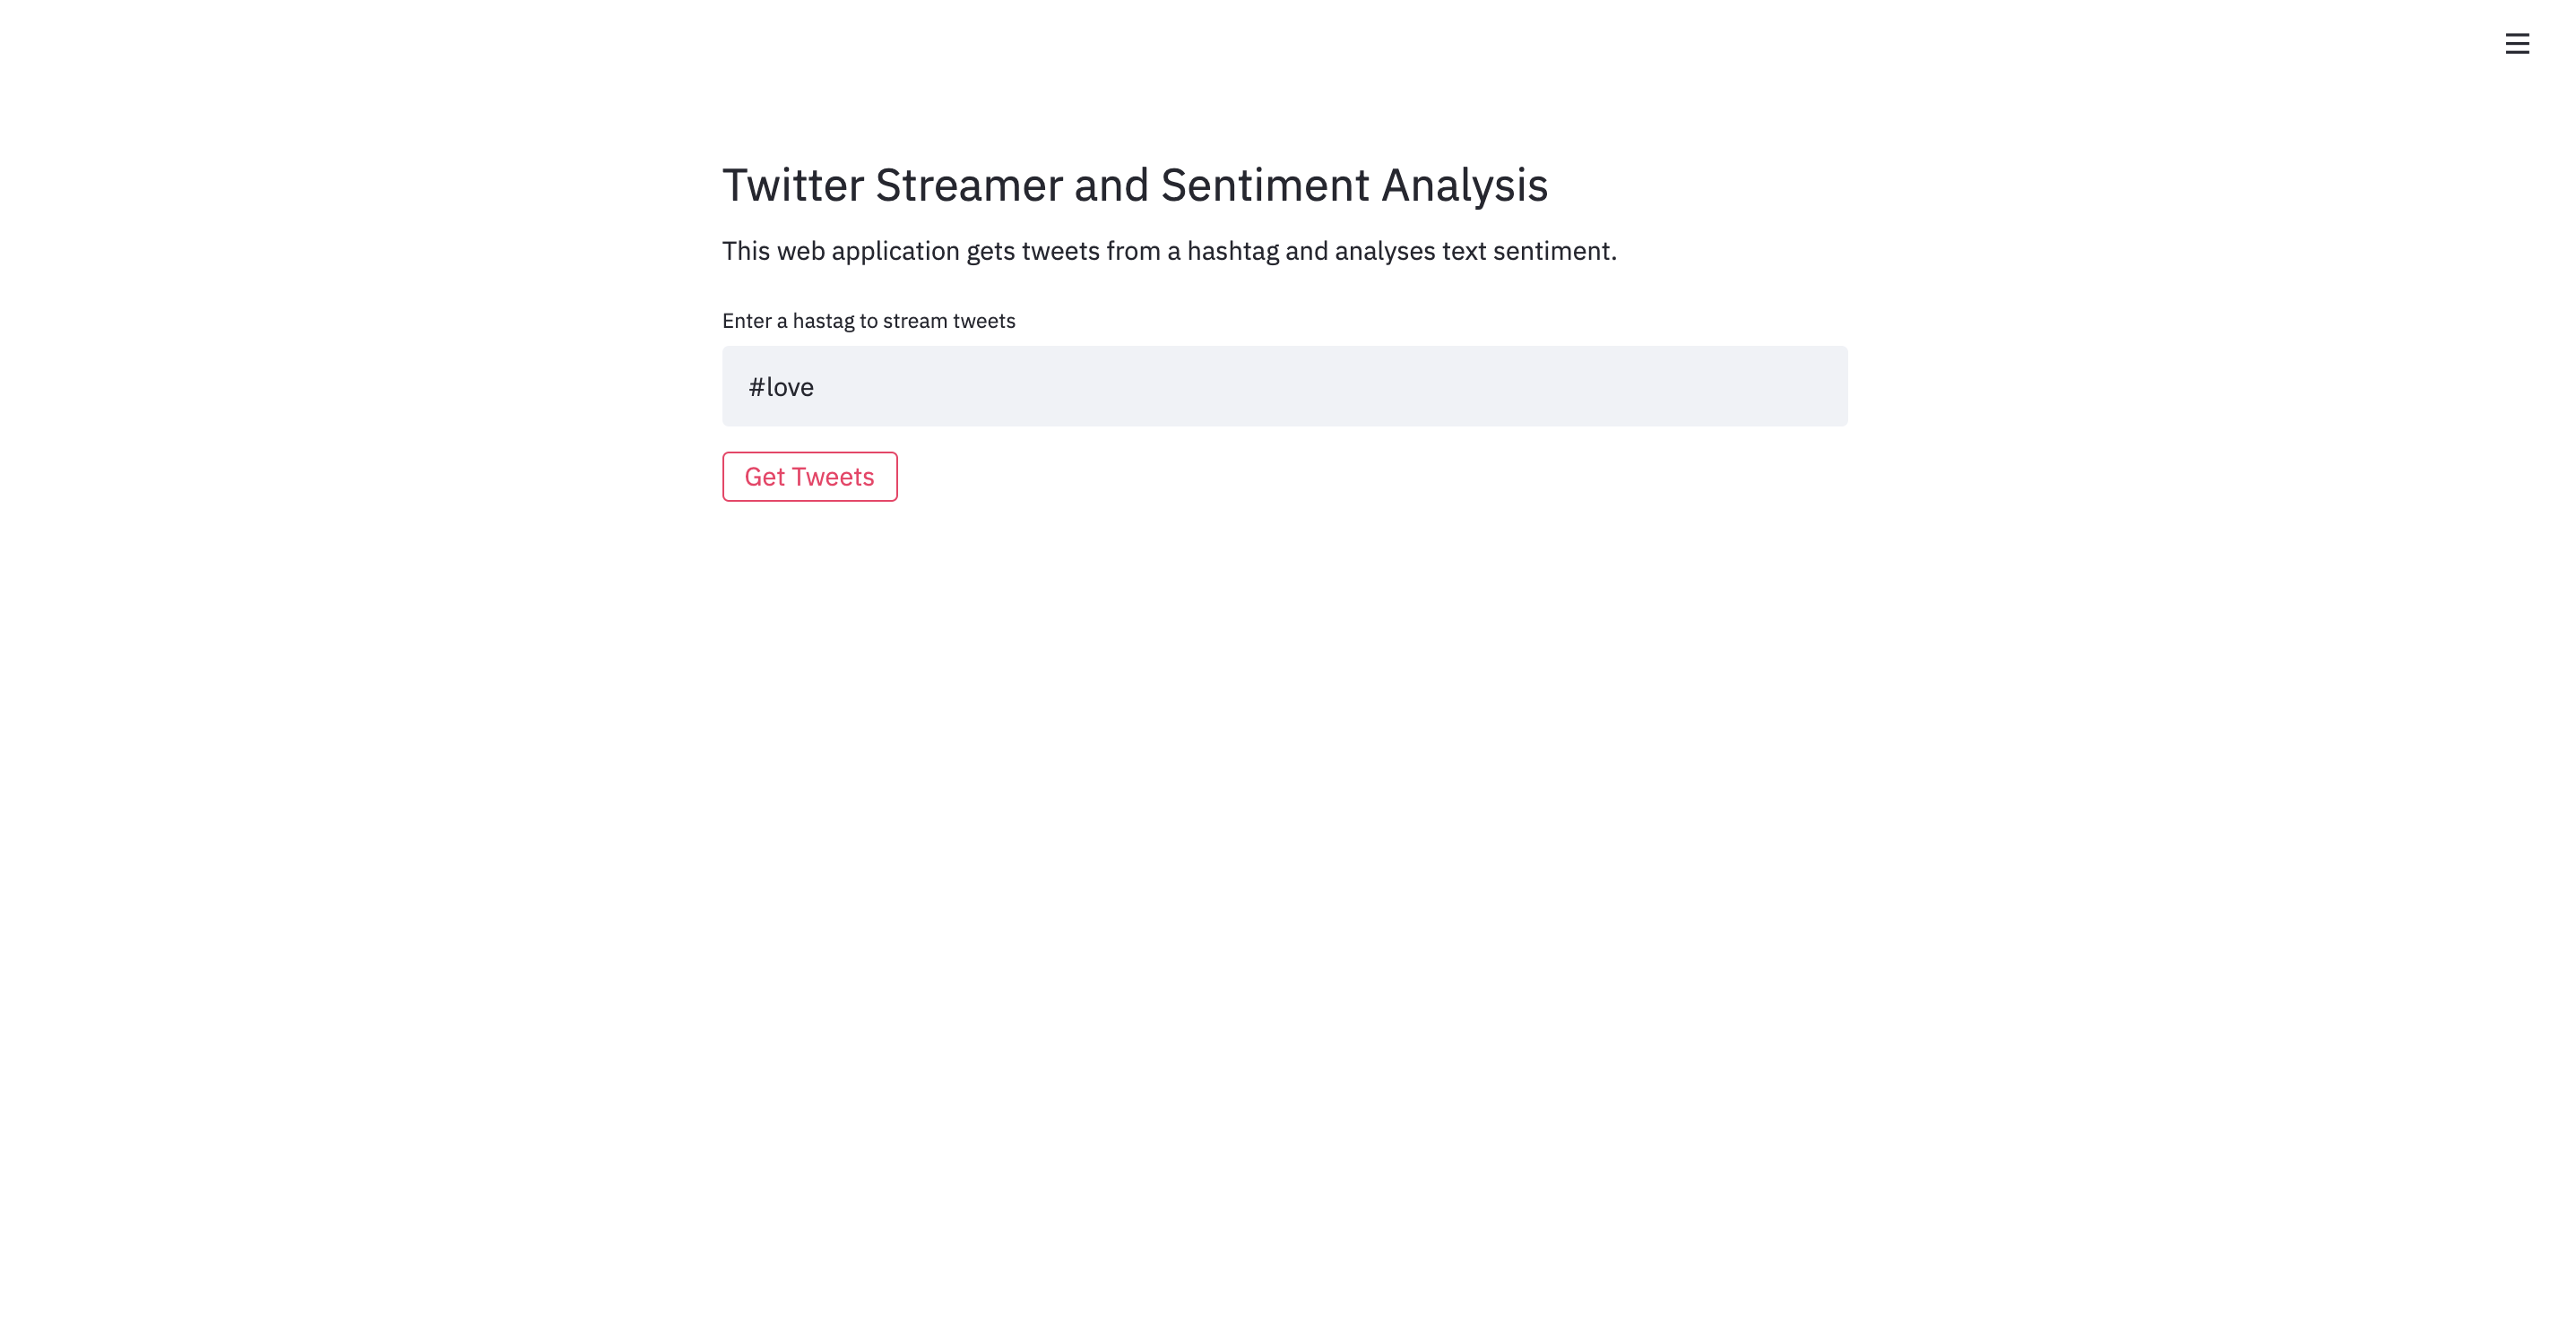 Twitter Streamer and Sentiment Analysis
This web application gets tweets from a hashtag and analyses text sentiment.
Enter a hastag to stream tweets
#love
Get Tweets